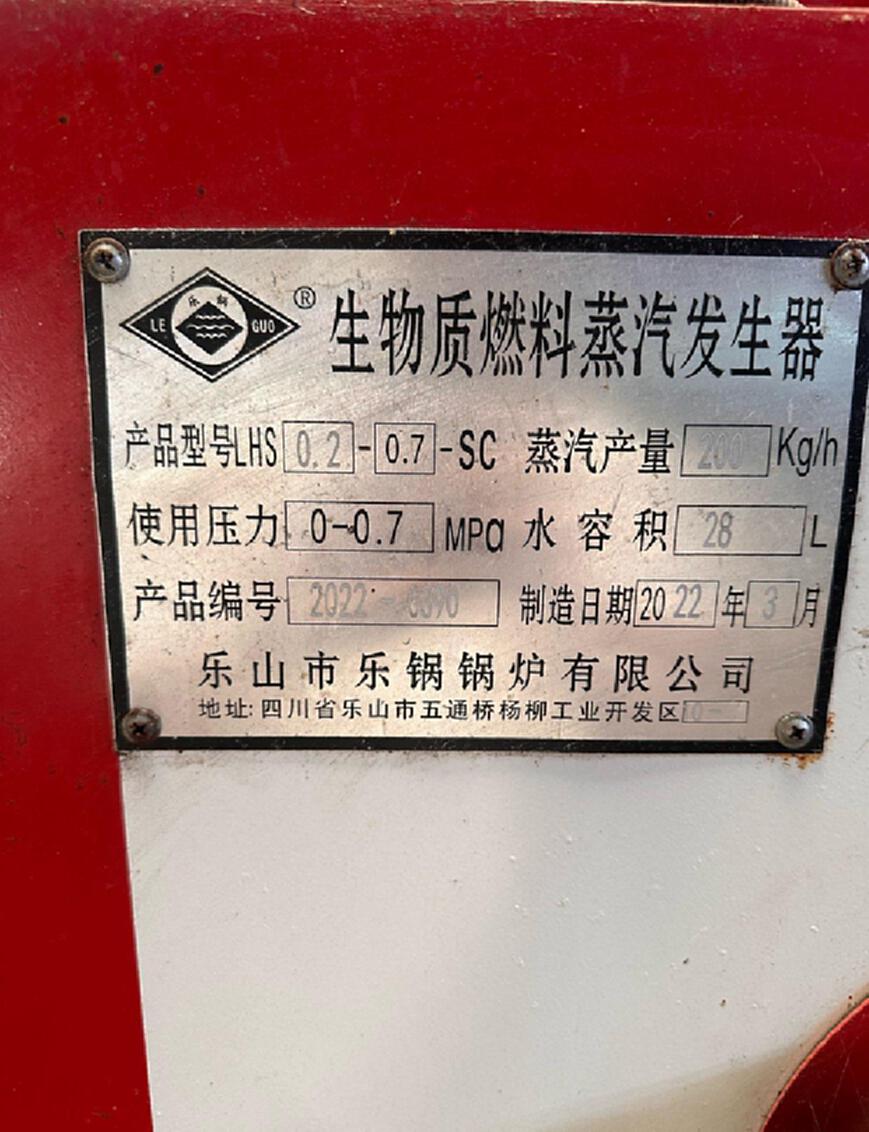 乐 锅
LE GUO ®
生物质燃料蒸汽发生器
产品型号LHS 0.2-0.7-SC 蒸汽产量 200 Kg/h
使用压力 0-0.7 MPa 水容积 28 L
产品编号 2022- 制造日期2022年3月
乐山市乐锅锅炉有限公司
地址:四川省乐山市五通桥杨柳工业开发区